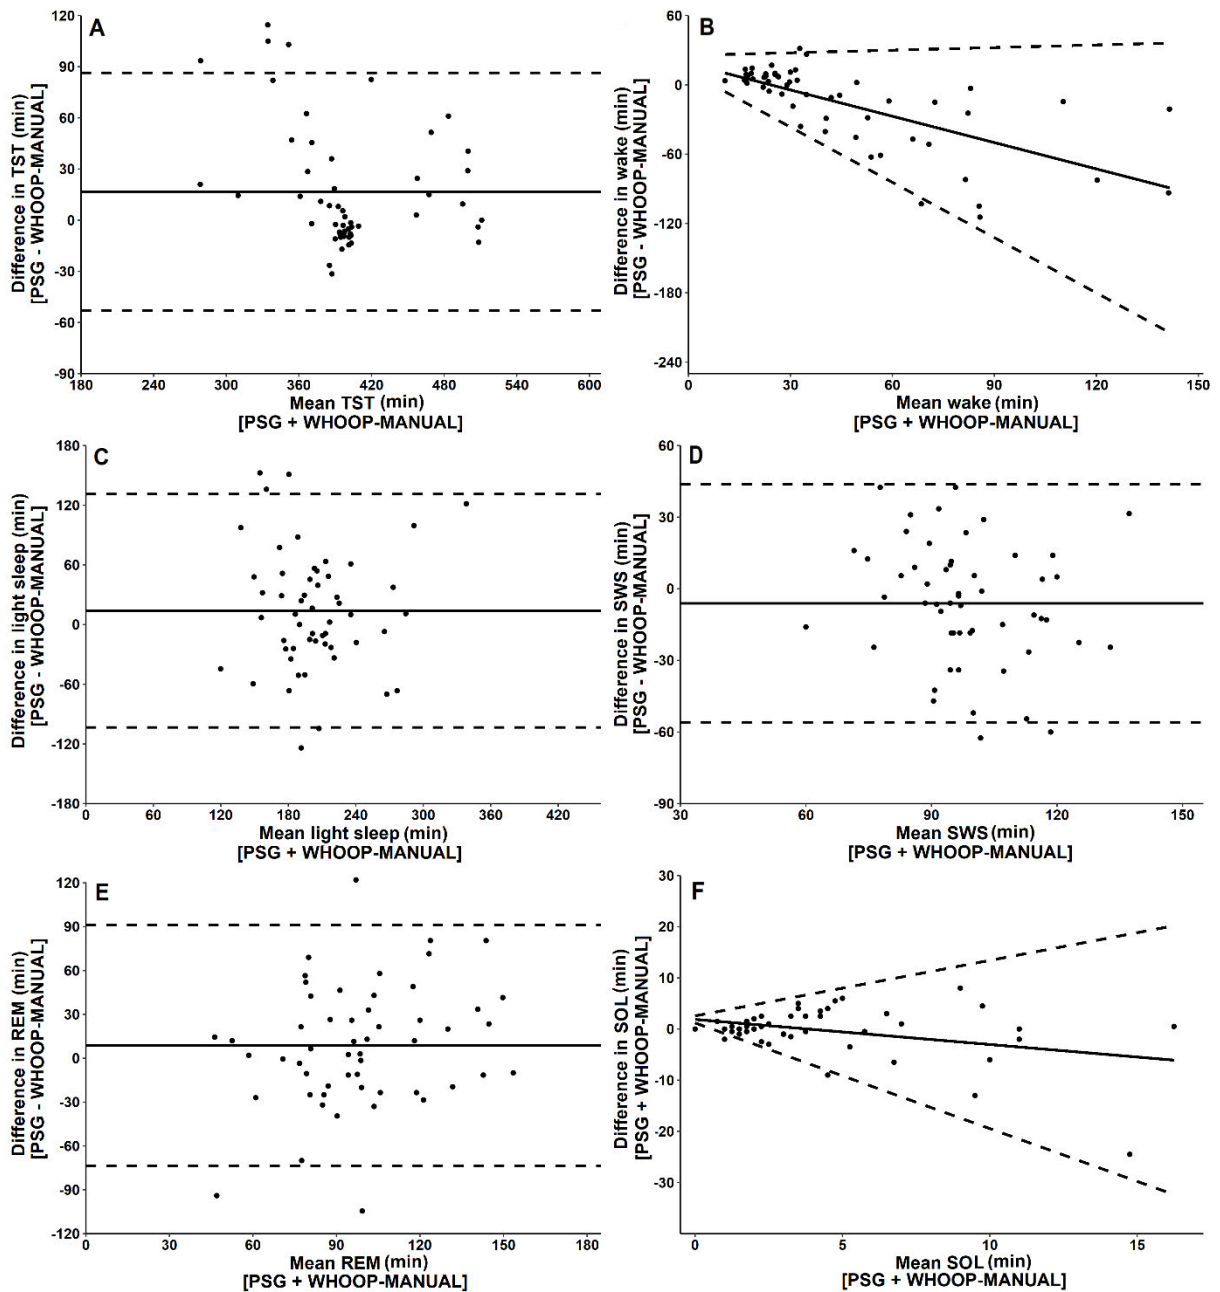 A
Difference in TST (min)
[PSG - WHOOP-MANUAL]
120
90
60
30
0
-30
-60
-90
180 240 300 360 420 480 540 600
Mean TST (min)
[PSG + WHOOP-MANUAL]
B
Difference in wake (min)
[PSG - WHOOP-MANUAL]
60
0
-60
-120
-180
-240
0 30 60 90 120 150
Mean wake (min)
[PSG + WHOOP-MANUAL]
C
Difference in light sleep (min)
[PSG - WHOOP-MANUAL]
180
120
60
0
-60
-120
-180
0 60 120 180 240 300 360 420
Mean light sleep (min)
[PSG + WHOOP-MANUAL]
D
Difference in SWS (min)
[PSG - WHOOP-MANUAL]
60
30
0
-30
-60
-90
30 60 90 120 150
Mean SWS (min)
[PSG + WHOOP-MANUAL]
E
Difference in REM (min)
[PSG - WHOOP-MANUAL]
120
90
60
30
0
-30
-60
-90
-120
0 30 60 90 120 150 180
Mean REM (min)
[PSG + WHOOP-MANUAL]
F
Difference in SOL (min)
[PSG + WHOOP-MANUAL]
30
20
10
0
-10
-20
-30
0 5 10 15
Mean SOL (min)
[PSG + WHOOP-MANUAL]